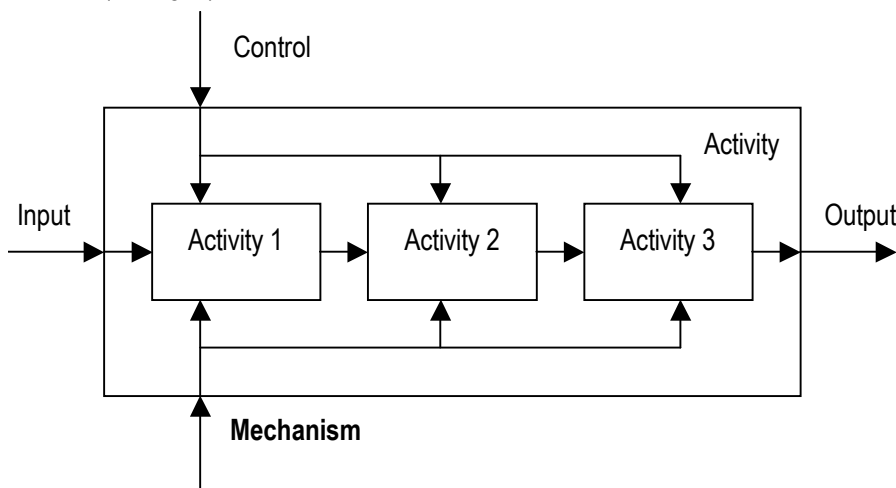 Control
Activity
Input
Activity 1
Activity 2
Activity 3
Output
Mechanism